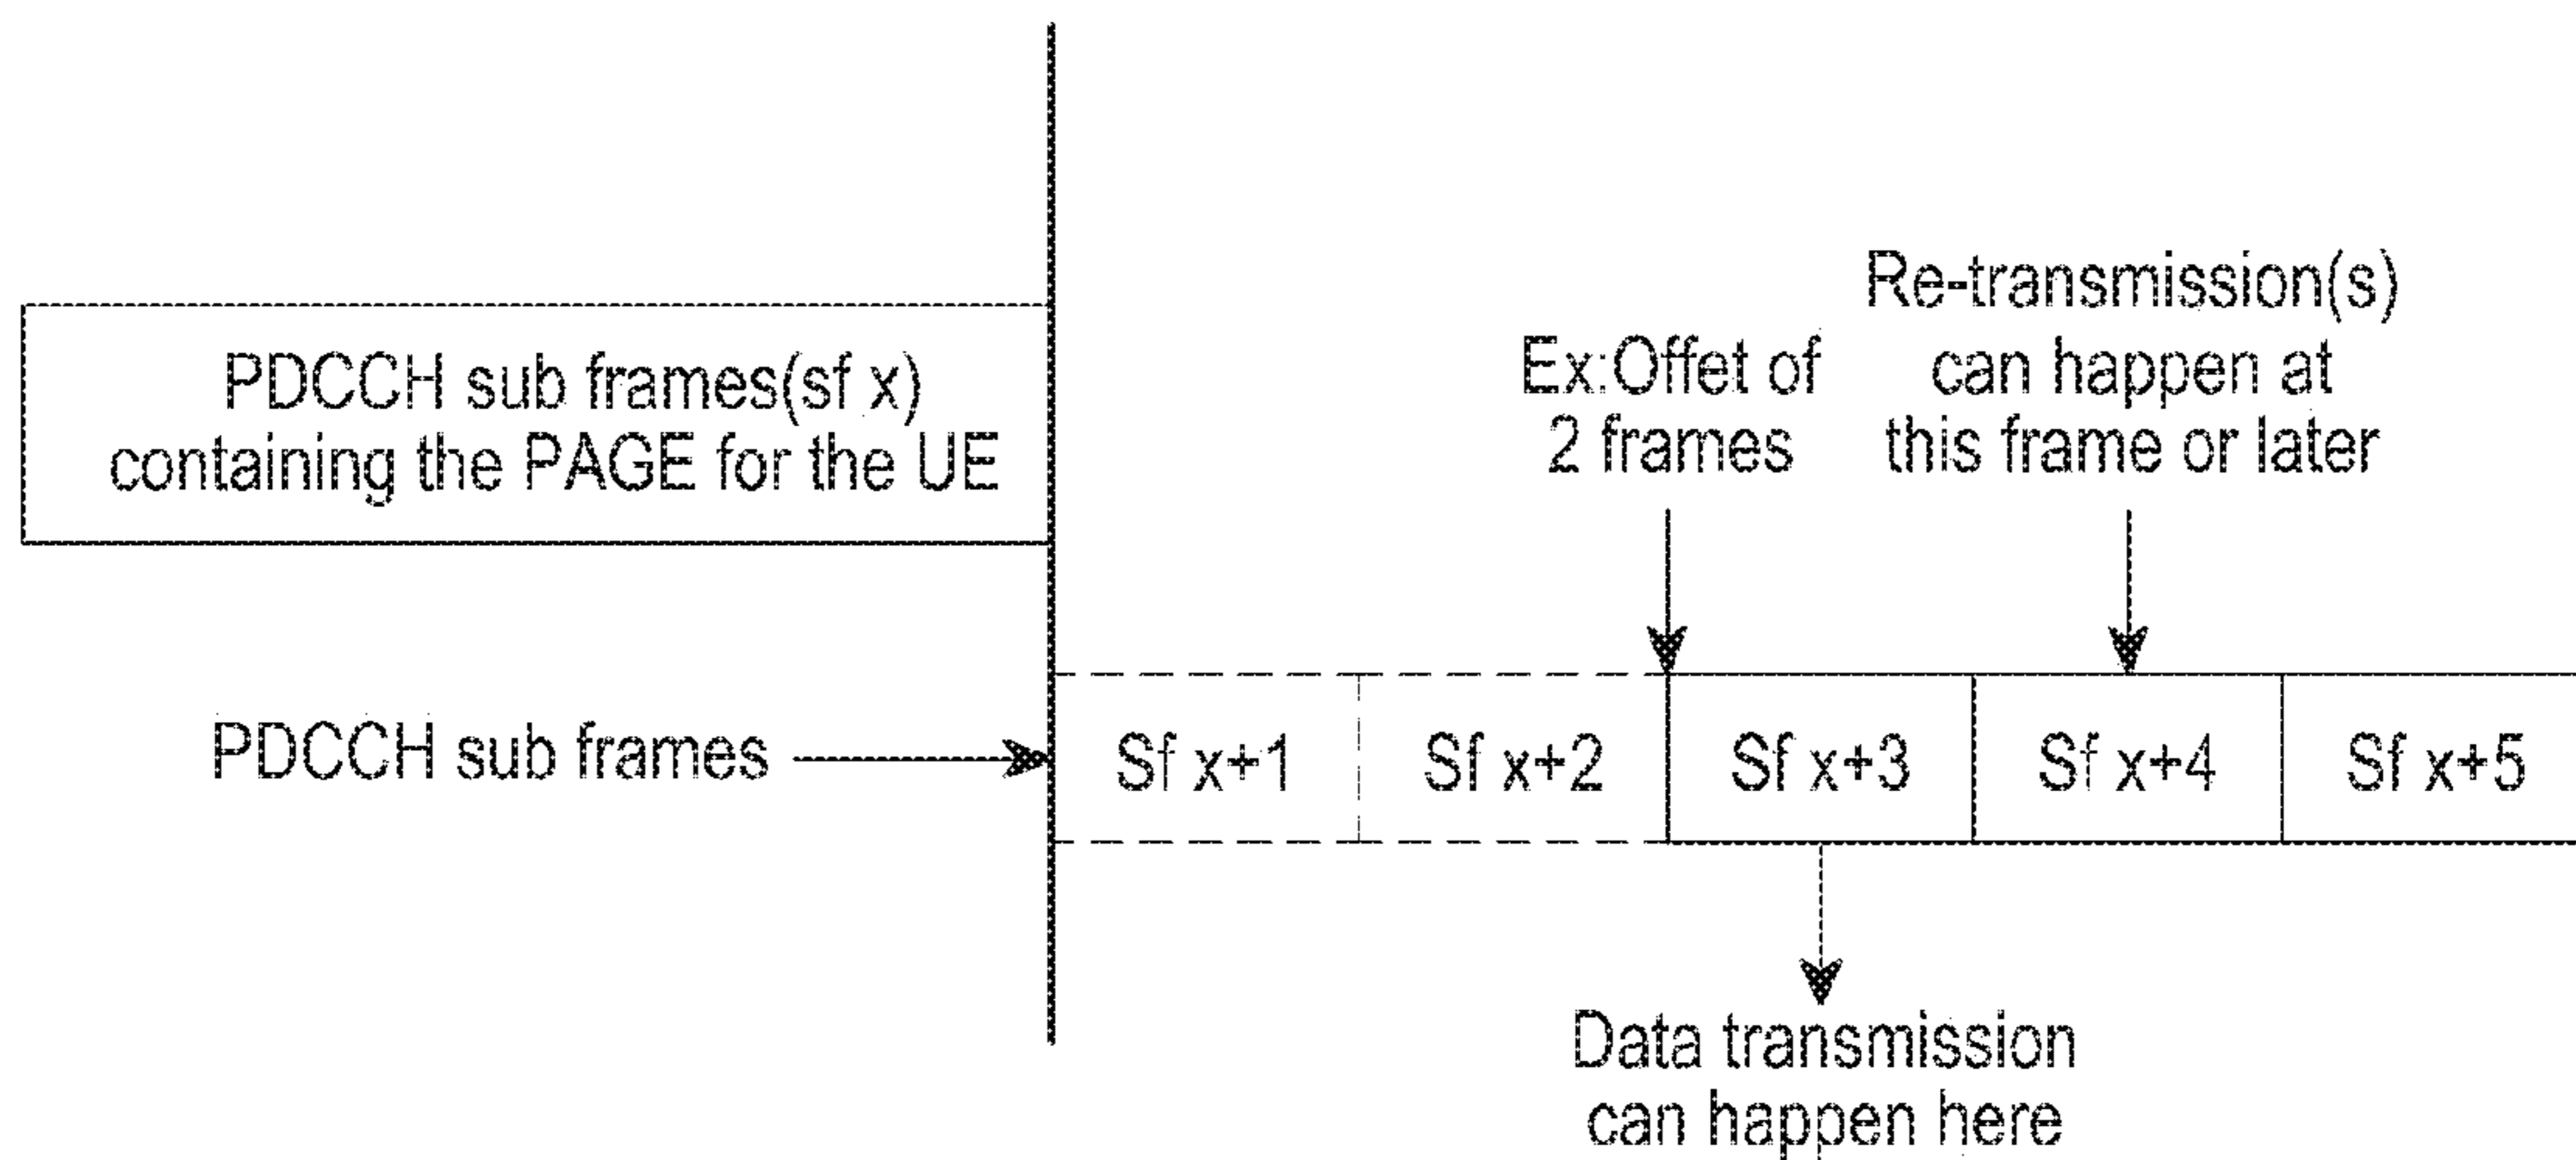 Re-transmission(s)
Ex:Offet of can happen at
2 frames this frame or later
PDCCH sub frames(sf x)
containing the PAGE for the UE
PDCCH sub frames
Sf x+1 Sf x+2 Sf x+3 Sf x+4 Sf x+5
Data transmission
can happen here